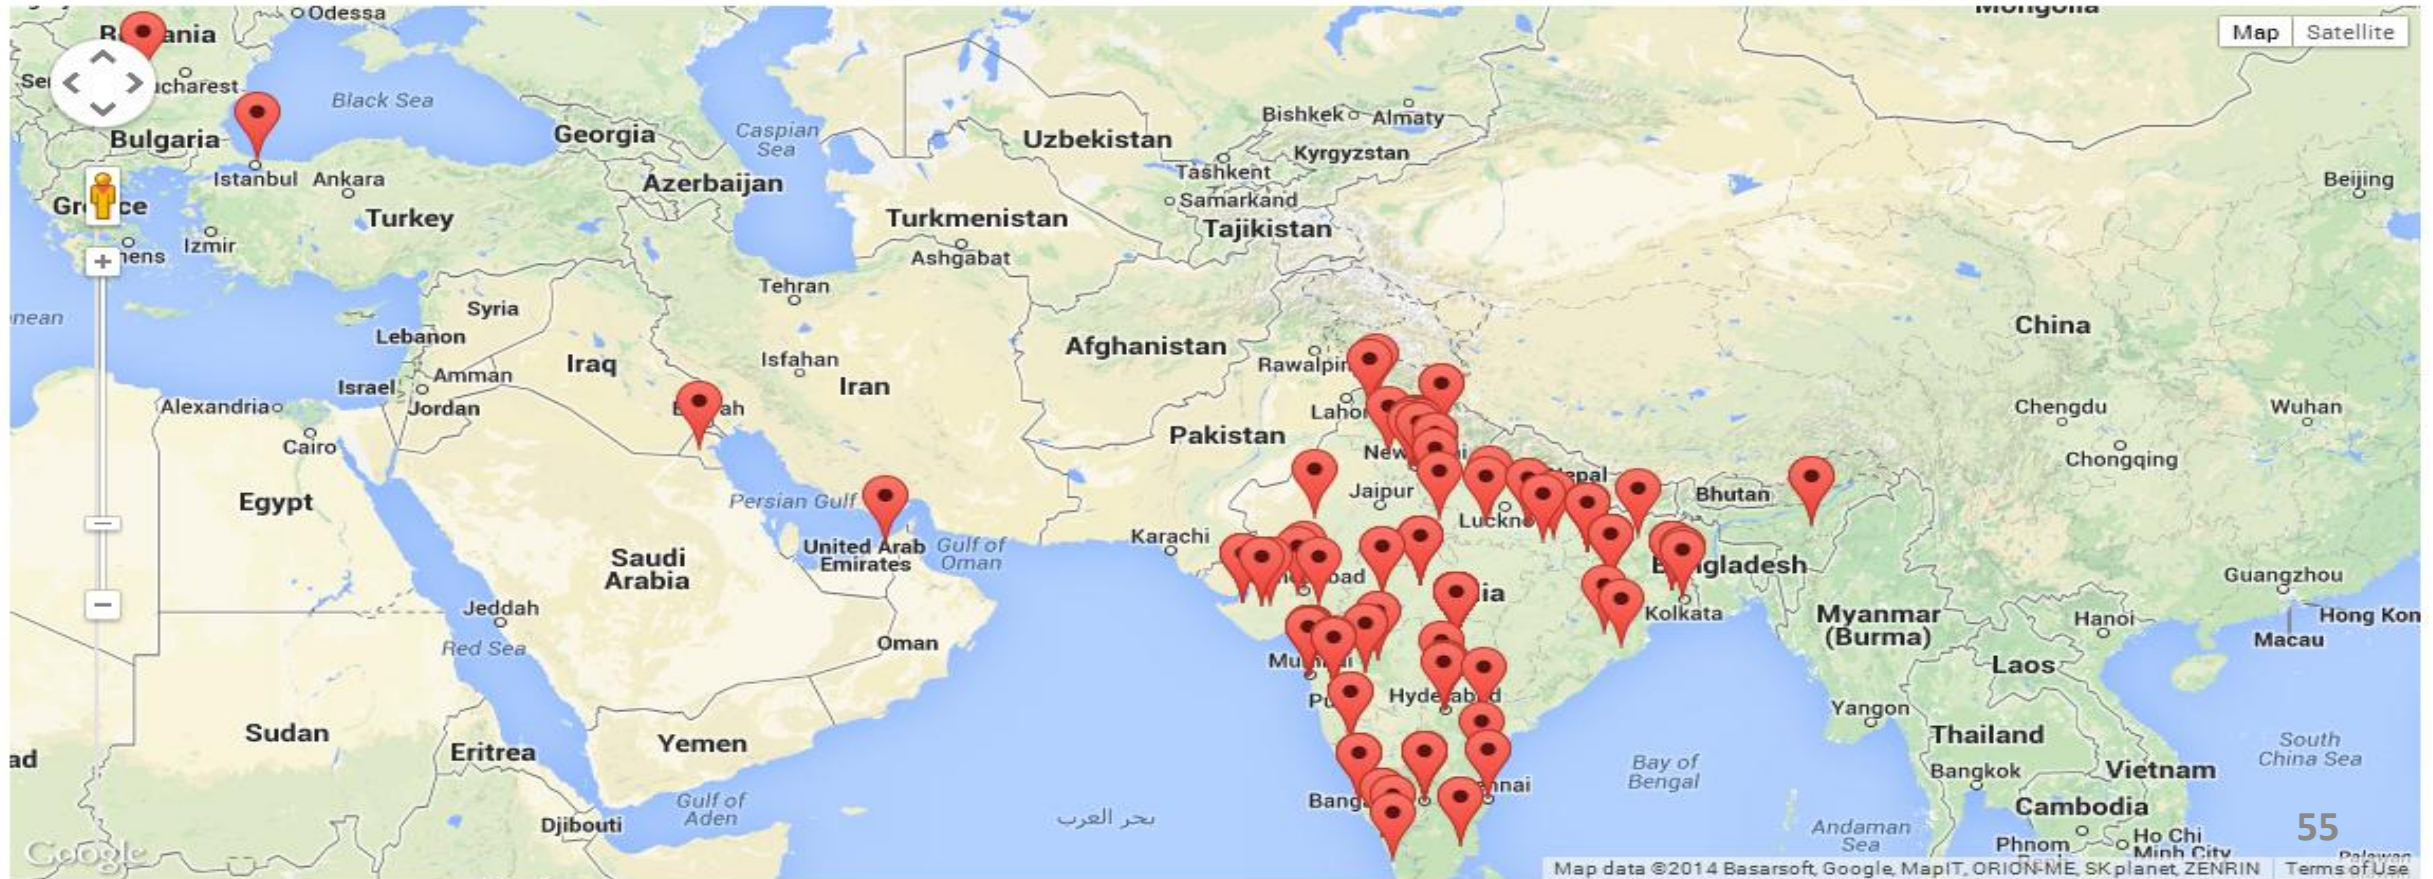 Odessa
Mongolia
Map
Satellite
Black Sea
Bulgaria
Georgia
Caspian
Sea
Uzbekistan
Bishkek
Almaty
Kyrgyzstan
Tashkent
Samarkand
Tajikistan
Istanbul
Ankara
Azerbaijan
Turkey
Turkmenistan
Ashgabat
Izmir
Beijing
Tehran
Syria
Lebanon
Iraq
Isfahan
Iran
Afghanistan
China
Israel
Amman
Jordan
Alexandria
Cairo
Pakistan
Chengdu
Wuhan
Chongqing
Egypt
Persian Gulf
Jaipur
Bhutan
Karachi
United Arab
Emirates
Gulf of
Oman
Saudi
Arabia
Jeddah
Red Sea
Oman
Kolkata
Myanmar
(Burma)
Guangzhou
Hong Kon
Macau
Hanoi
Laos
Sudan
Eritrea
Yemen
Yangon
Thailand
Bangkok
Vietnam
South
China Sea
Bay of
Bengal
Gulf of
Aden
Djibouti
بحر العرب
Andaman
Sea
Cambodia
Phnom
Ho Chi
Minh City
55
Google
Map data ©2014 Basarsoft, Google, MapIT, ORION-ME, SK planet, ZENRIN
Terms of Use